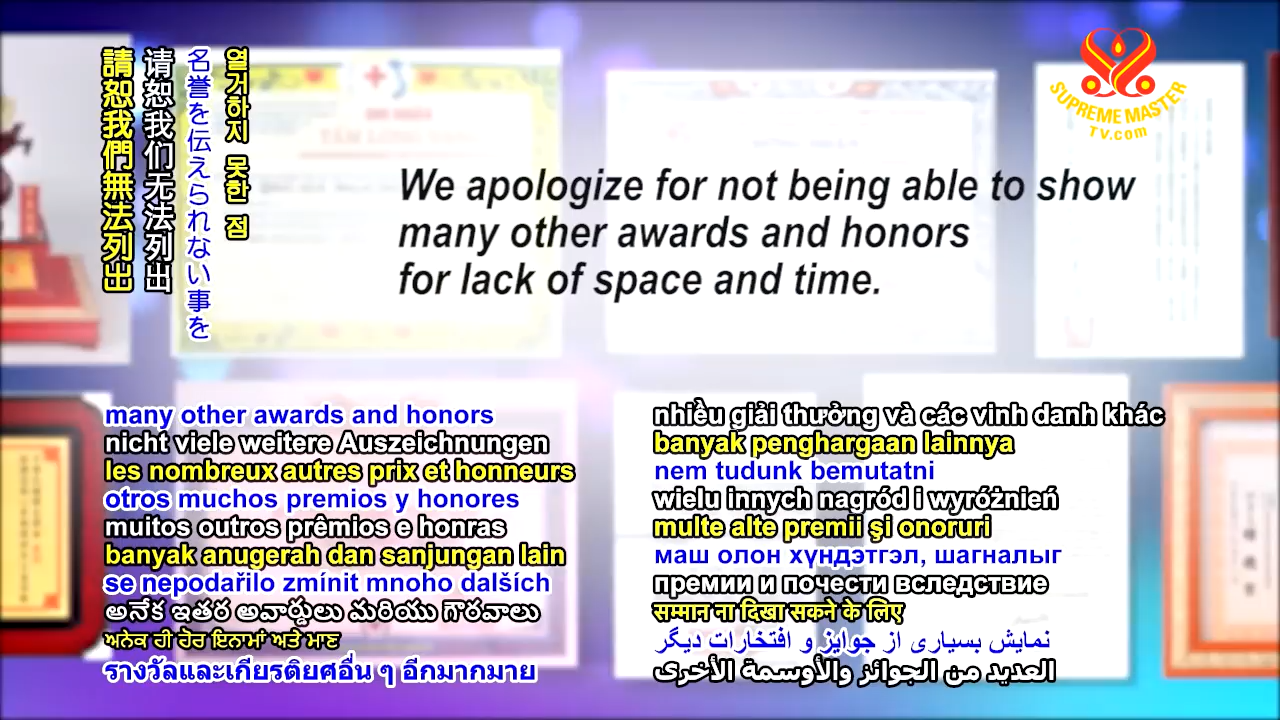 請恕我們無法列出
请恕我们无法列出
名誉を伝えられない事を
열거하지 못한 점
SUPREME MASTER
TV.com
We apologize for not being able to show
many other awards and honors
for lack of space and time.
many other awards and honors
nicht viele weitere Auszeichnungen
les nombreux autres prix et honneurs
otros muchos premios y honores
muitos outros prêmios e honras
banyak anugerah dan sanjungan lain
se nepodařilo zmínit mnoho dalších
అనేక ఇతర అవార్డులు మరియు గౌరవాలు
ਅਨੇਕ ਹੀ ਹੋਰ ਇਨਾਮਾਂ ਅਤੇ ਮਾਣ
รางวัลและเกียรติยศอื่น ๆ อีกมากมาย
nhiều giải thưởng và các vinh danh khác
banyak penghargaan lainnya
nem tudunk bemutatni
wielu innych nagród i wyróżnień
multe alte premii şi onoruri
маш олон хүндэтгэл, шагналыг
премии и почести вследствие
सम्मान ना दिखा सकने के लिए
نمایش بسیاری از جوایز و افتخارات دیگر
العديد من الجوائز والأوسمة الأخرى